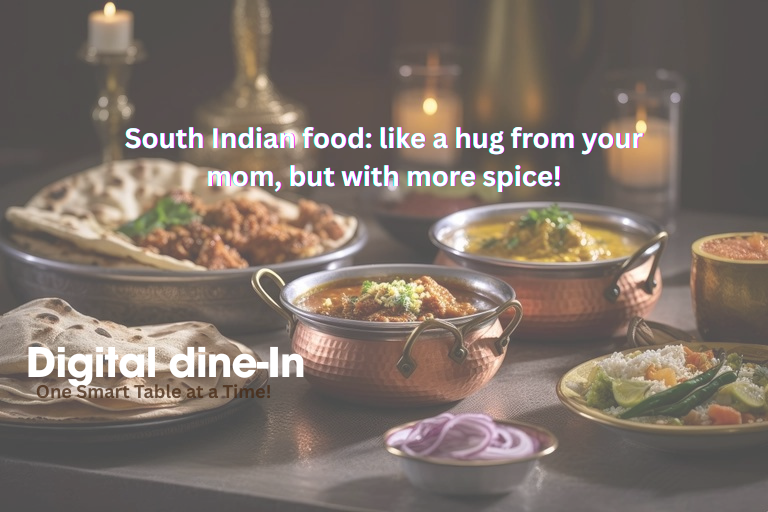 South Indian food: like a hug from your
mom, but with more spice!
Digital dine-In
One Smart Table at a Time!